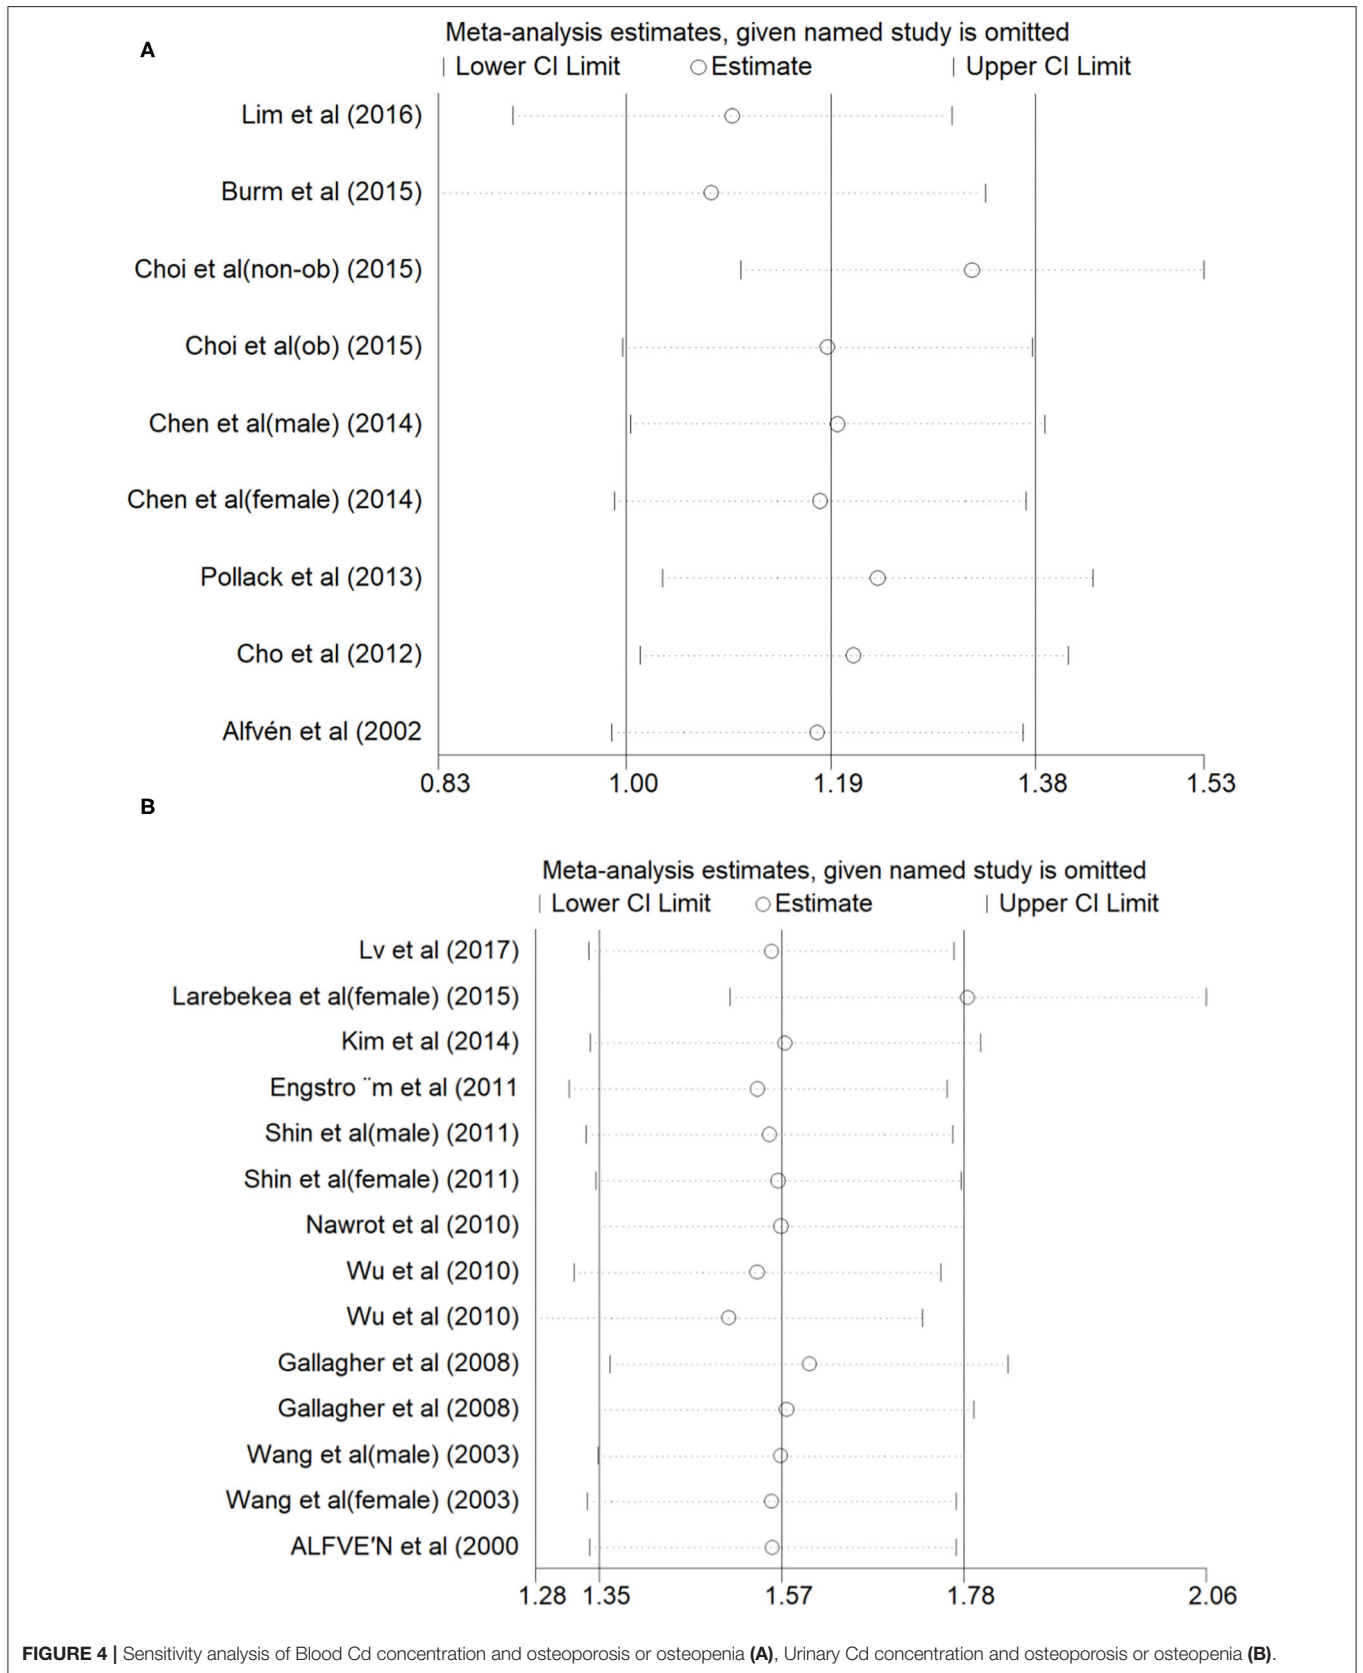 A
Meta-analysis estimates, given named study is omitted
| Lower CI Limit ○ Estimate | Upper CI Limit
Lim et al (2016)
Burm et al (2015)
Choi et al(non-ob) (2015)
Choi et al(ob) (2015)
Chen et al(male) (2014)
Chen et al(female) (2014)
Pollack et al (2013)
Cho et al (2012)
Alfvén et al (2002
0.83 1.00 1.19 1.38 1.53
B
Meta-analysis estimates, given named study is omitted
| Lower CI Limit ○ Estimate | Upper CI Limit
Lv et al (2017)
Larebekea et al(female) (2015)
Kim et al (2014)
Engstro ¨m et al (2011
Shin et al(male) (2011)
Shin et al(female) (2011)
Nawrot et al (2010)
Wu et al (2010)
Wu et al (2010)
Gallagher et al (2008)
Gallagher et al (2008)
Wang et al(male) (2003)
Wang et al(female) (2003)
ALFVE'N et al (2000
1.28 1.35 1.57 1.78 2.06
FIGURE 4 | Sensitivity analysis of Blood Cd concentration and osteoporosis or osteopenia (A), Urinary Cd concentration and osteoporosis or osteopenia (B).